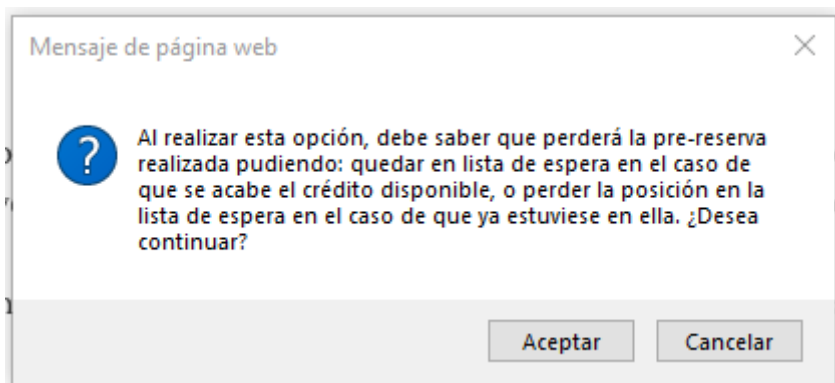 Mensaje de página web
Al realizar esta opción, debe saber que perderá la pre-reserva
realizada pudiendo: quedar en lista de espera en el caso de
que se acabe el crédito disponible, o perder la posición en la
lista de espera en el caso de que ya estuviese en ella. ¿Desea
continuar?
Aceptar
Cancelar